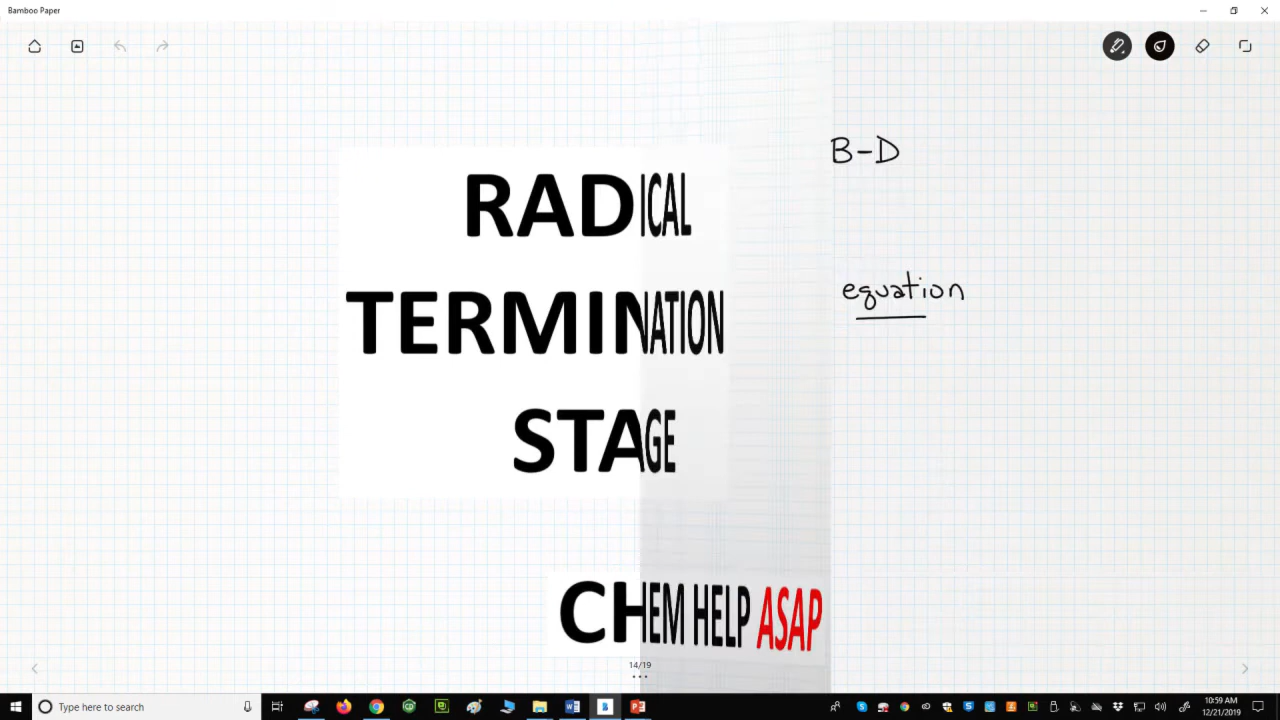 Bamboo Paper
B-D
RADICAL
equation
TERMINATION
STAGE
CHEM HELP ASAP
14/19
Type here to search
10:59 AM
12/21/2019